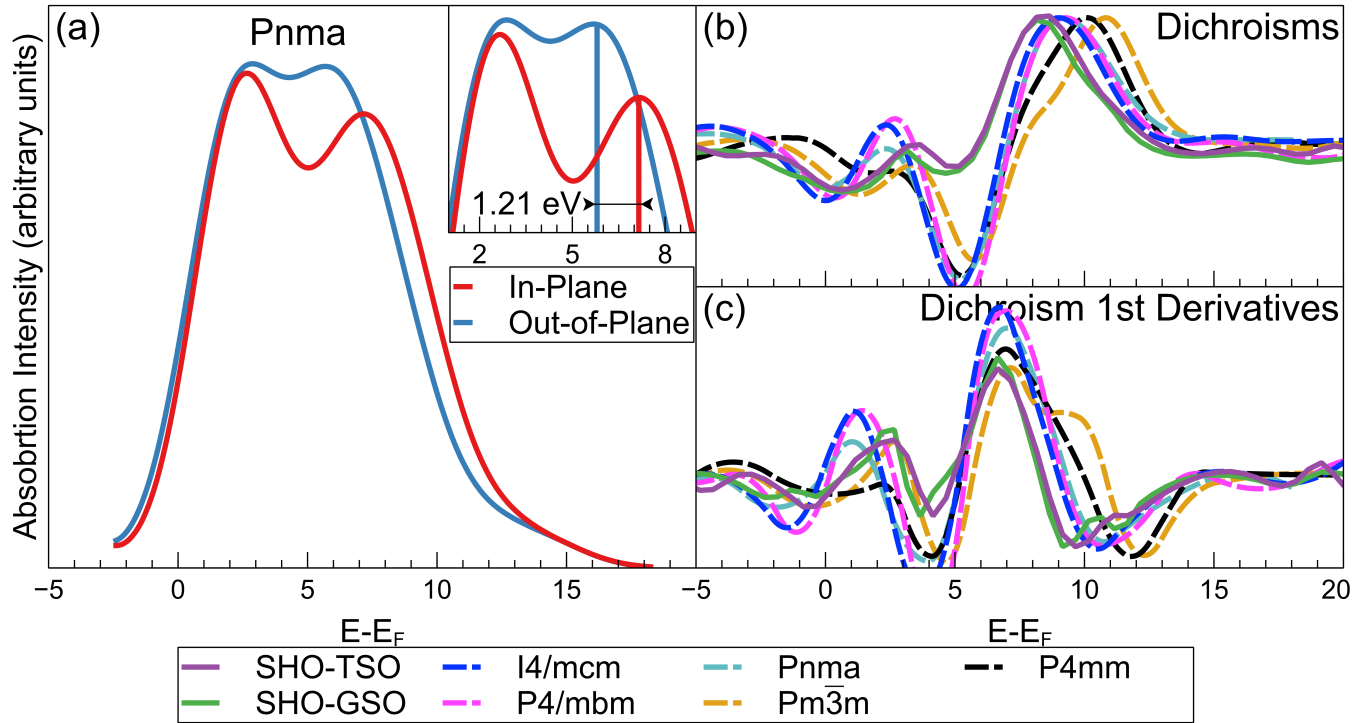 (a)
Pnma
Absobrtion Intensity (arbitrary units)
1.21 eV
2 5 8
In-Plane
Out-of-Plane
−5 0 5 10 15
E-E_F
(b)
Dichroisms
(c)
Dichroism 1st Derivatives
−5 0 5 10 15 20
E-E_F
SHO-TSO I4/mcm Pnma P4mm
SHO-GSO P4/mbm Pm3̅m